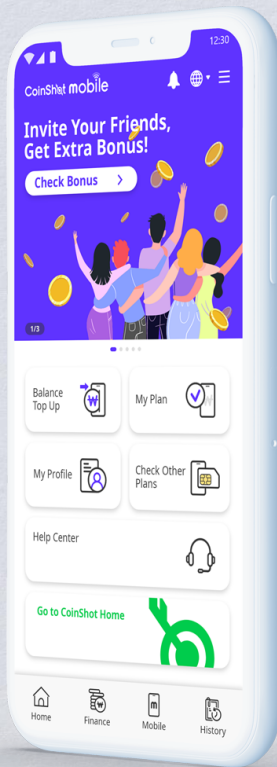 12:30
CoinShot mobile
Invite Your Friends,
Get Extra Bonus!
Check Bonus
1/3
Balance
Top Up
₩
My Plan
₩
My Profile
Check Other
Plans
Help Center
Go to CoinShot Home
Home
Finance
Mobile
History